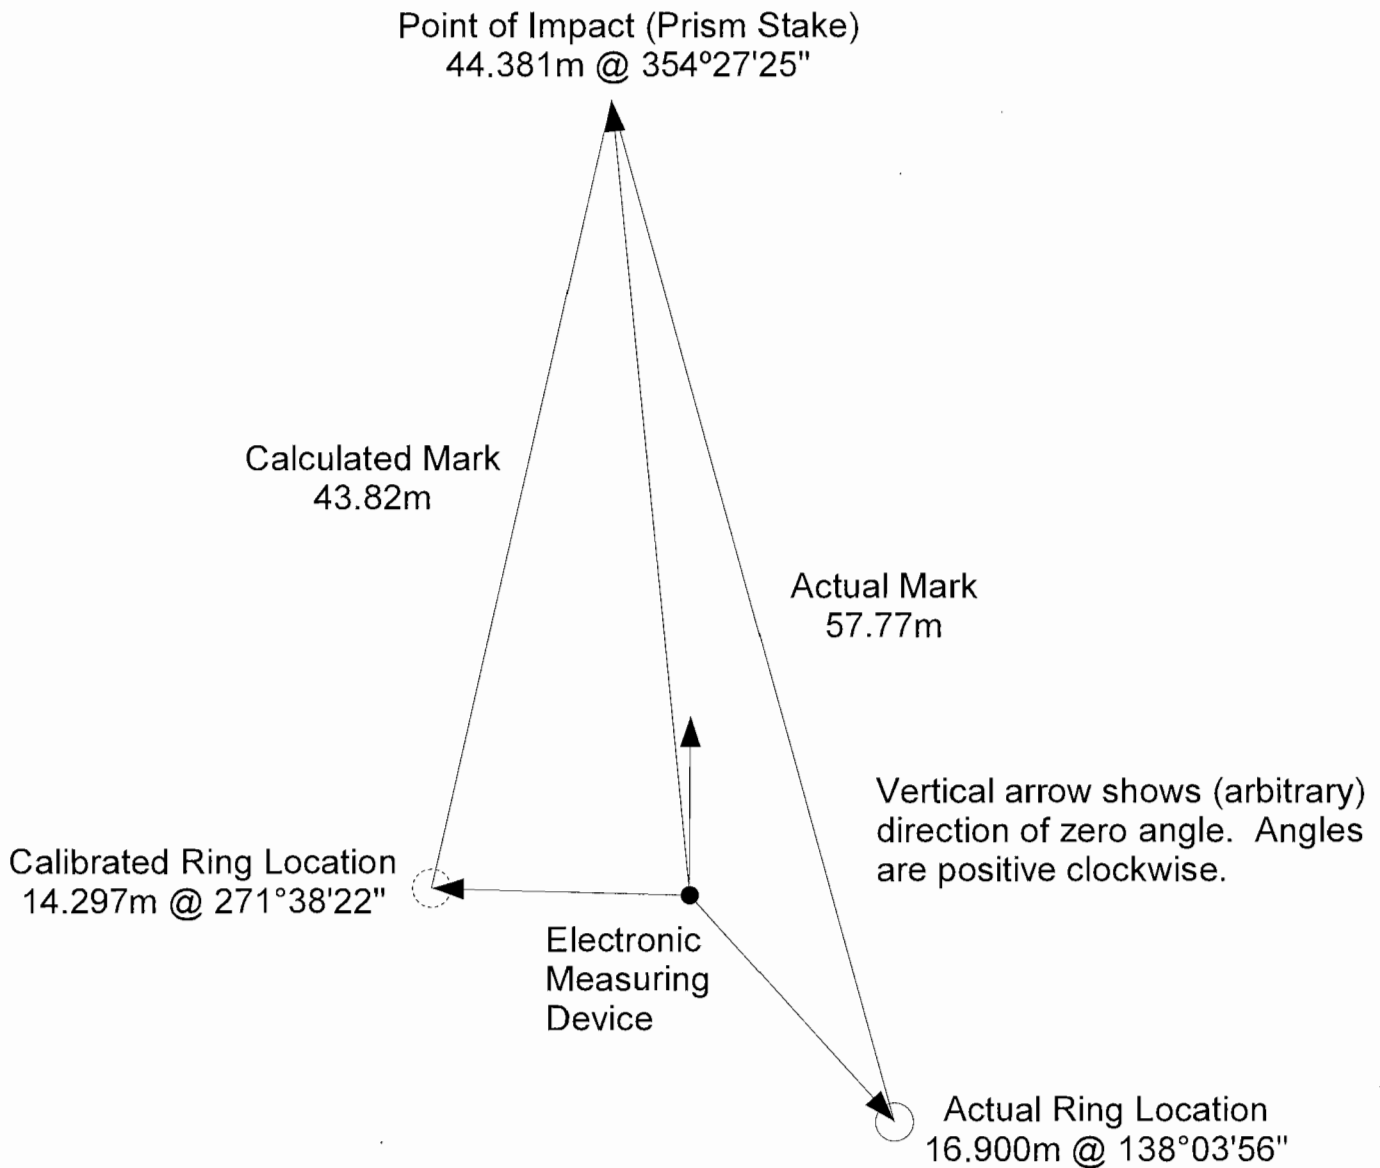 Point of Impact (Prism Stake)
44.381m @ 354º27'25"
Calculated Mark
43.82m
Actual Mark
57.77m
Vertical arrow shows (arbitrary)
direction of zero angle.  Angles
are positive clockwise.
Calibrated Ring Location
14.297m @ 271°38'22"
Electronic
Measuring
Device
Actual Ring Location
16.900m @ 138°03'56"